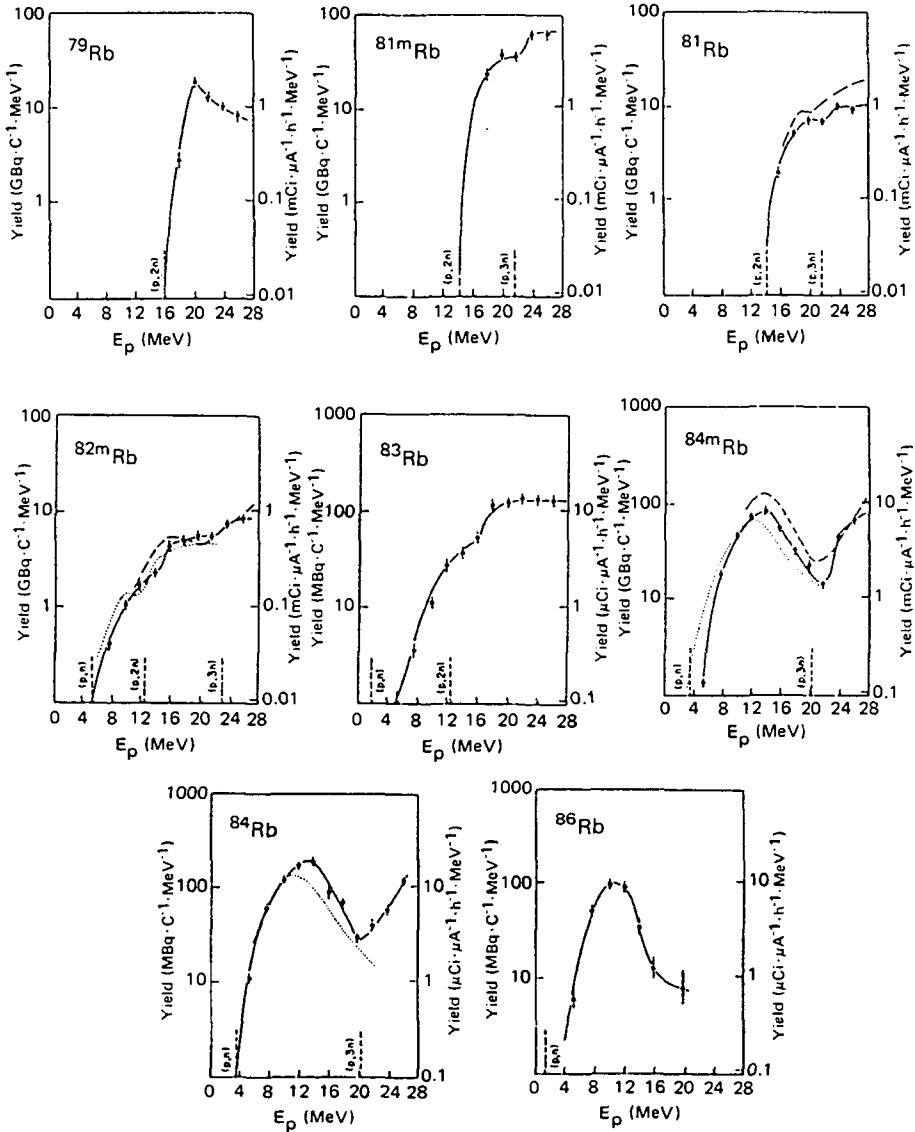 79Rb
Yield (GBq·C⁻¹·MeV⁻¹)
100
10
1
Yield (mCi·μA⁻¹·h⁻¹·MeV⁻¹)
1
0.1
0.01
(p,2n)
0 4 8 12 16 20 24 28
Ep (MeV)
81mRb
Yield (GBq·C⁻¹·MeV⁻¹)
100
10
1
Yield (mCi·μA⁻¹·h⁻¹·MeV⁻¹)
1
0.1
0.01
(p,2n)
(p,3n)
0 4 8 12 16 20 24 28
Ep (MeV)
81Rb
Yield (GBq·C⁻¹·MeV⁻¹)
100
10
1
Yield (mCi·μA⁻¹·h⁻¹·MeV⁻¹)
1
0.1
0.01
(p,2n)
(p,3n)
0 4 8 12 16 20 24 28
Ep (MeV)
82mRb
Yield (GBq·C⁻¹·MeV⁻¹)
100
10
1
Yield (mCi·μA⁻¹·h⁻¹·MeV⁻¹)
1
0.1
0.01
(p,n)
(p,2n)
(p,3n)
0 4 8 12 16 20 24 28
Ep (MeV)
83Rb
Yield (MBq·C⁻¹·MeV⁻¹)
1000
100
10
Yield (μCi·μA⁻¹·h⁻¹·MeV⁻¹)
10
1
0.1
(p,n)
(p,2n)
0 4 8 12 16 20 24 28
Ep (MeV)
84mRb
Yield (GBq·C⁻¹·MeV⁻¹)
1000
100
10
Yield (mCi·μA⁻¹·h⁻¹·MeV⁻¹)
10
1
0.1
(p,n)
(p,3n)
0 4 8 12 16 20 24 28
Ep (MeV)
84Rb
Yield (MBq·C⁻¹·MeV⁻¹)
1000
100
10
Yield (μCi·μA⁻¹·h⁻¹·MeV⁻¹)
10
1
0.1
(p,n)
(p,3n)
0 4 8 12 16 20 24 28
Ep (MeV)
86Rb
Yield (MBq·C⁻¹·MeV⁻¹)
1000
100
10
Yield (μCi·μA⁻¹·h⁻¹·MeV⁻¹)
10
1
0.1
(p,n)
0 4 8 12 16 20 24 28
Ep (MeV)